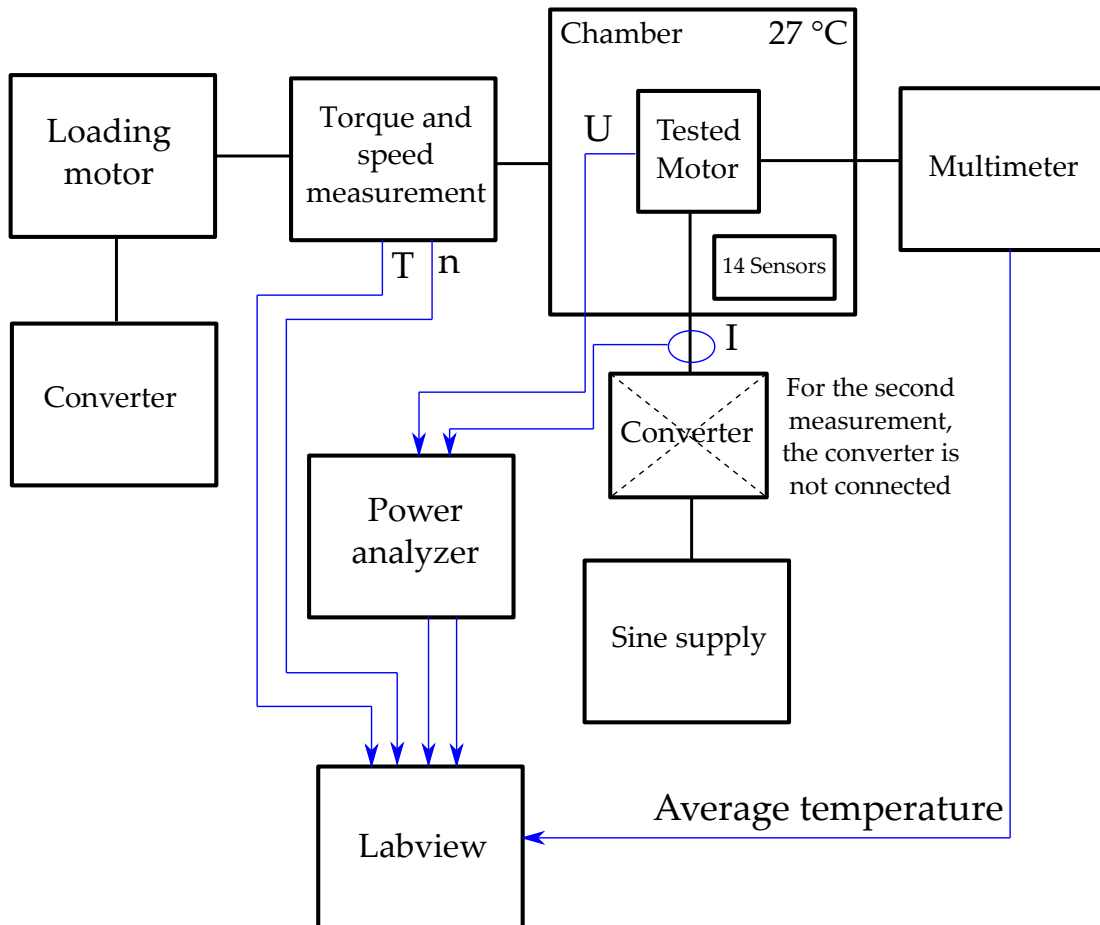 Chamber
27 °C
Loading
motor
Torque and
speed
measurement
U
Tested
Motor
Multimeter
T
n
14 Sensors
I
Converter
Converter
For the second
measurement,
the converter is
not connected
Power
analyzer
Sine supply
Average temperature
Labview